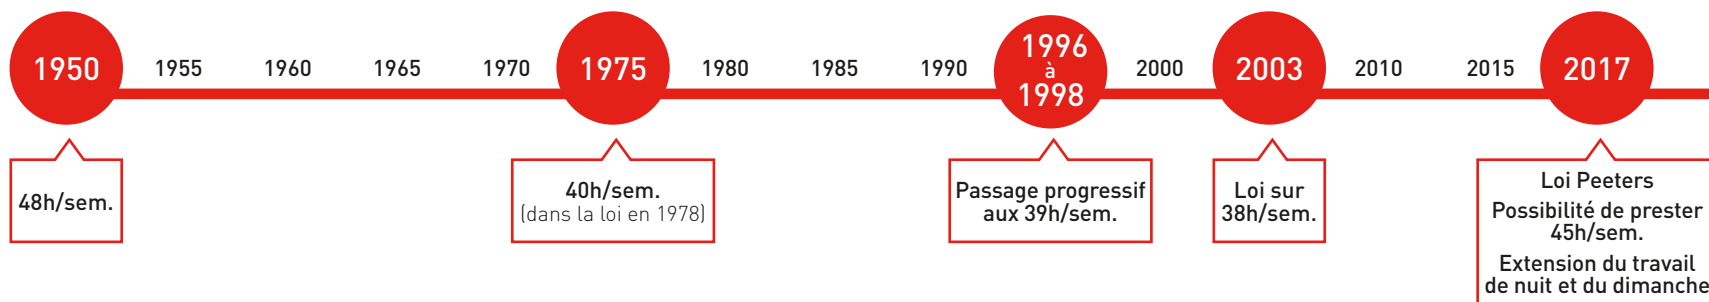 1950
1955
1960
1965
1970
1975
1980
1985
1990
1996
à
1998
2000
2003
2010
2015
2017
48h/sem.
40h/sem.
(dans la loi en 1978)
Passage progressif
aux 39h/sem.
Loi sur
38h/sem.
Loi Peeters
Possibilité de prester
45h/sem.
Extension du travail
de nuit et du dimanche